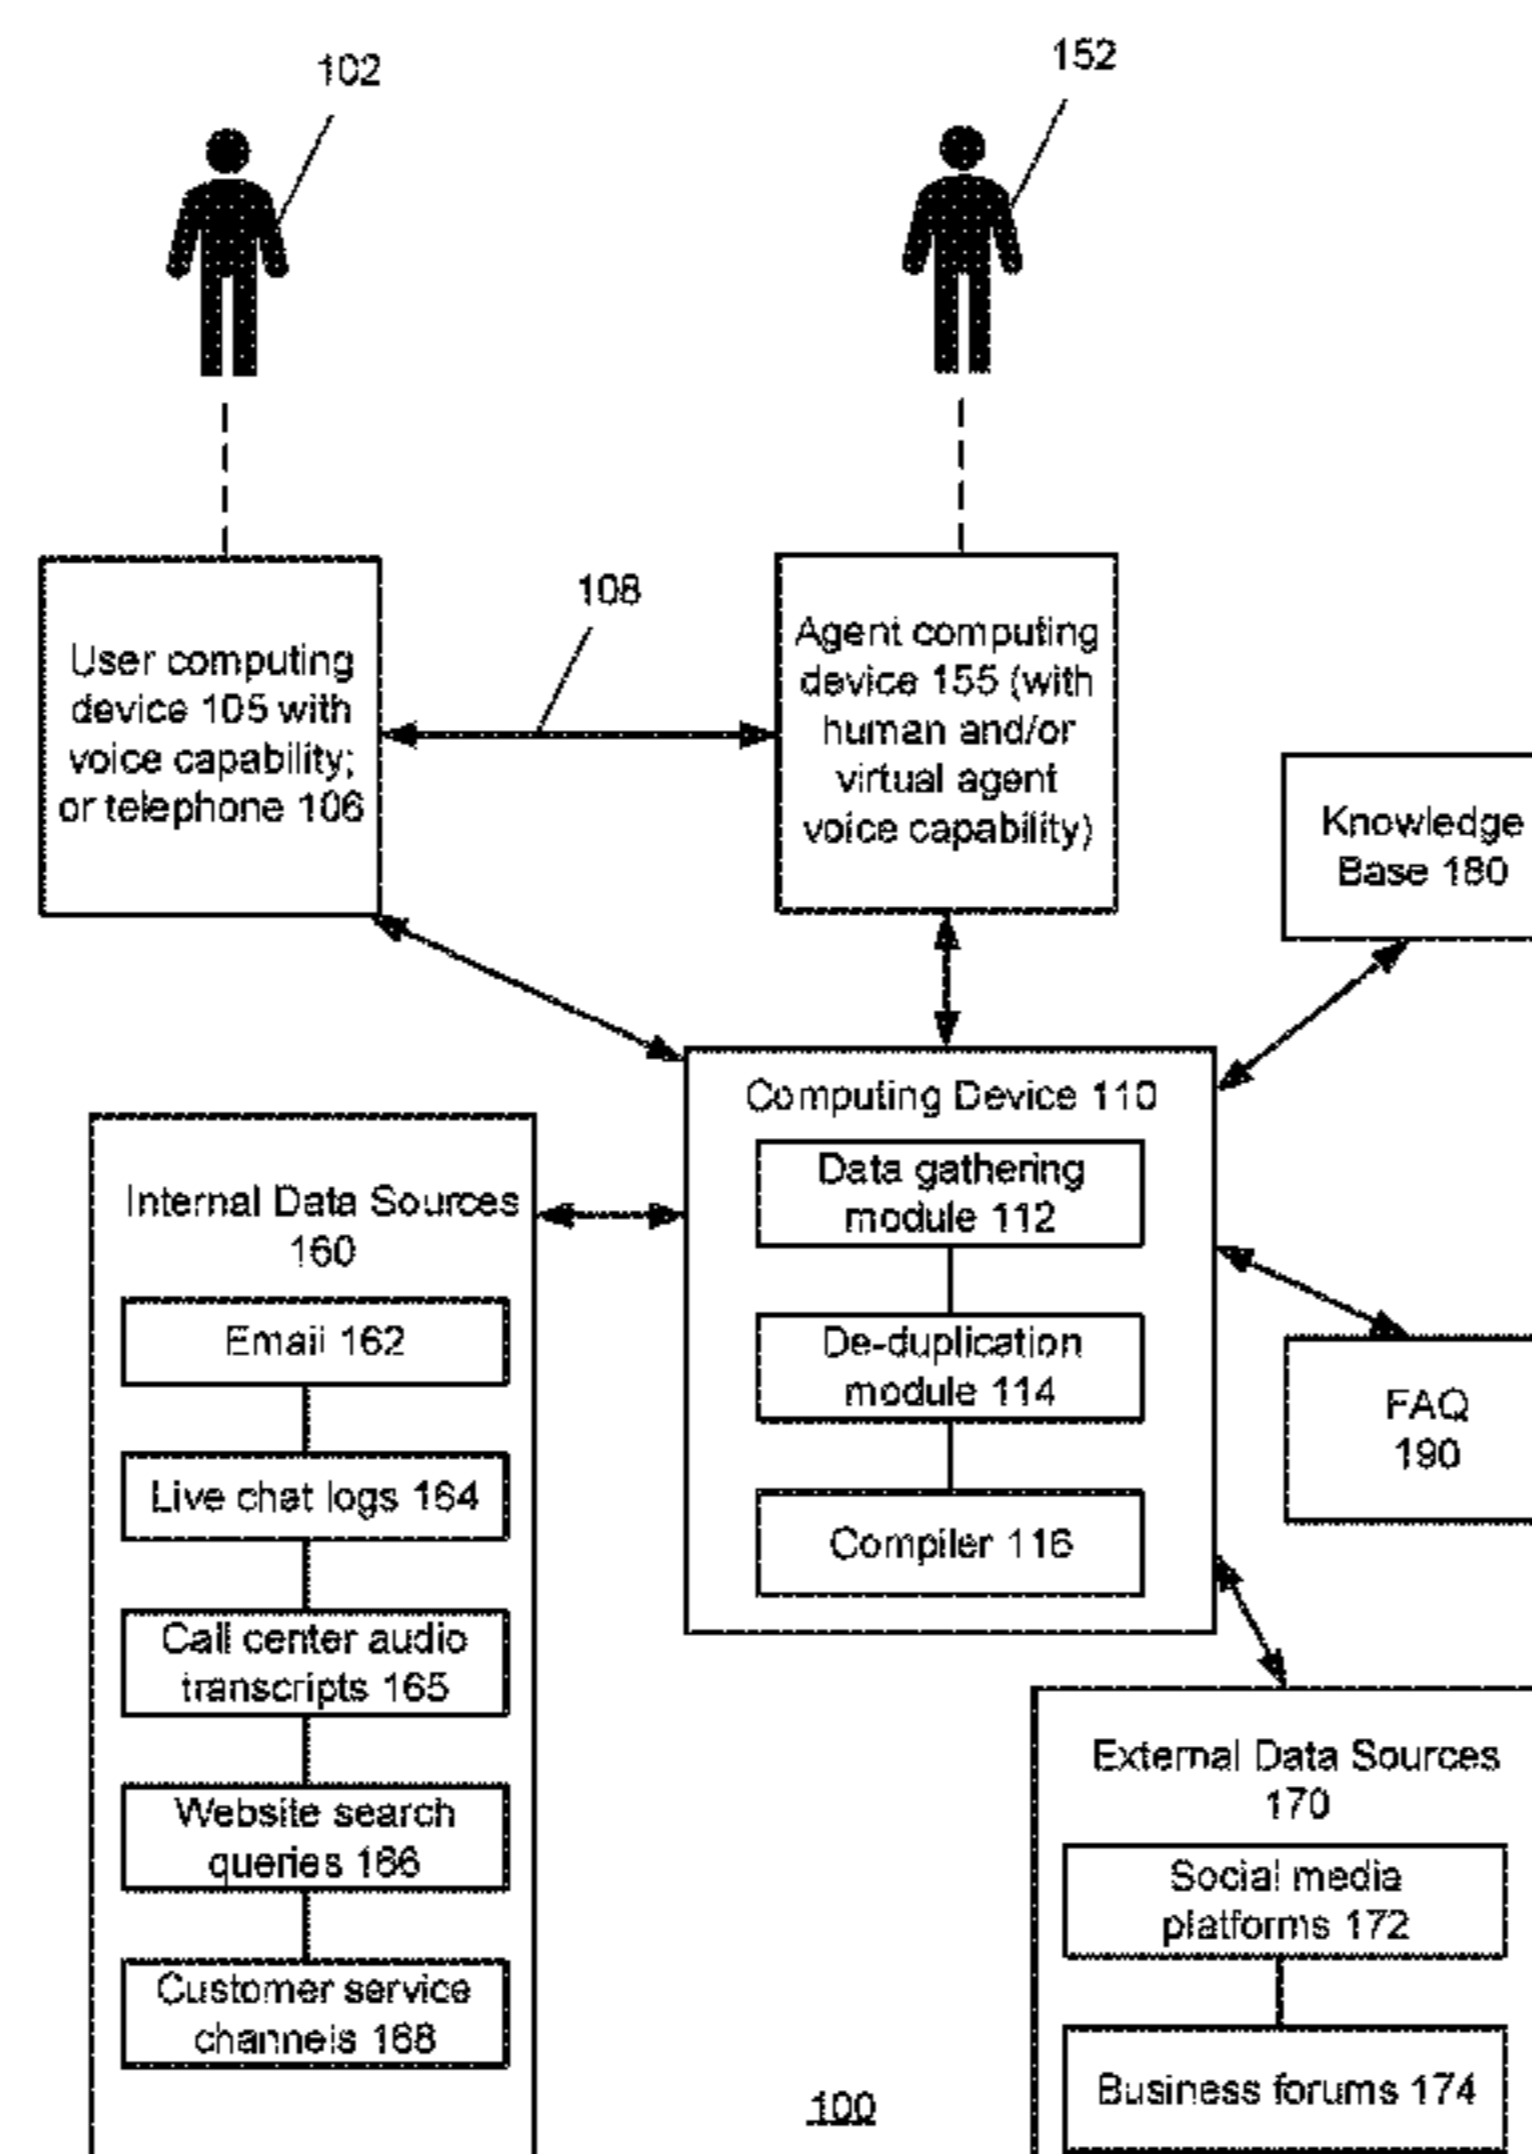 102
152
108
User computing
device 105 with
voice capability;
or telephone 106
Agent computing
device 155 (with
human and/or
virtual agent
voice capability)
Knowledge
Base 180
Computing Device 110
Data gathering
module 112
De-duplication
module 114
Compiler 116
Internal Data Sources
160
Email 162
Live chat logs 164
Call center audio
transcripts 165
Website search
queries 166
Customer service
channels 168
FAQ
190
External Data Sources
170
Social media
platforms 172
Business forums 174
100